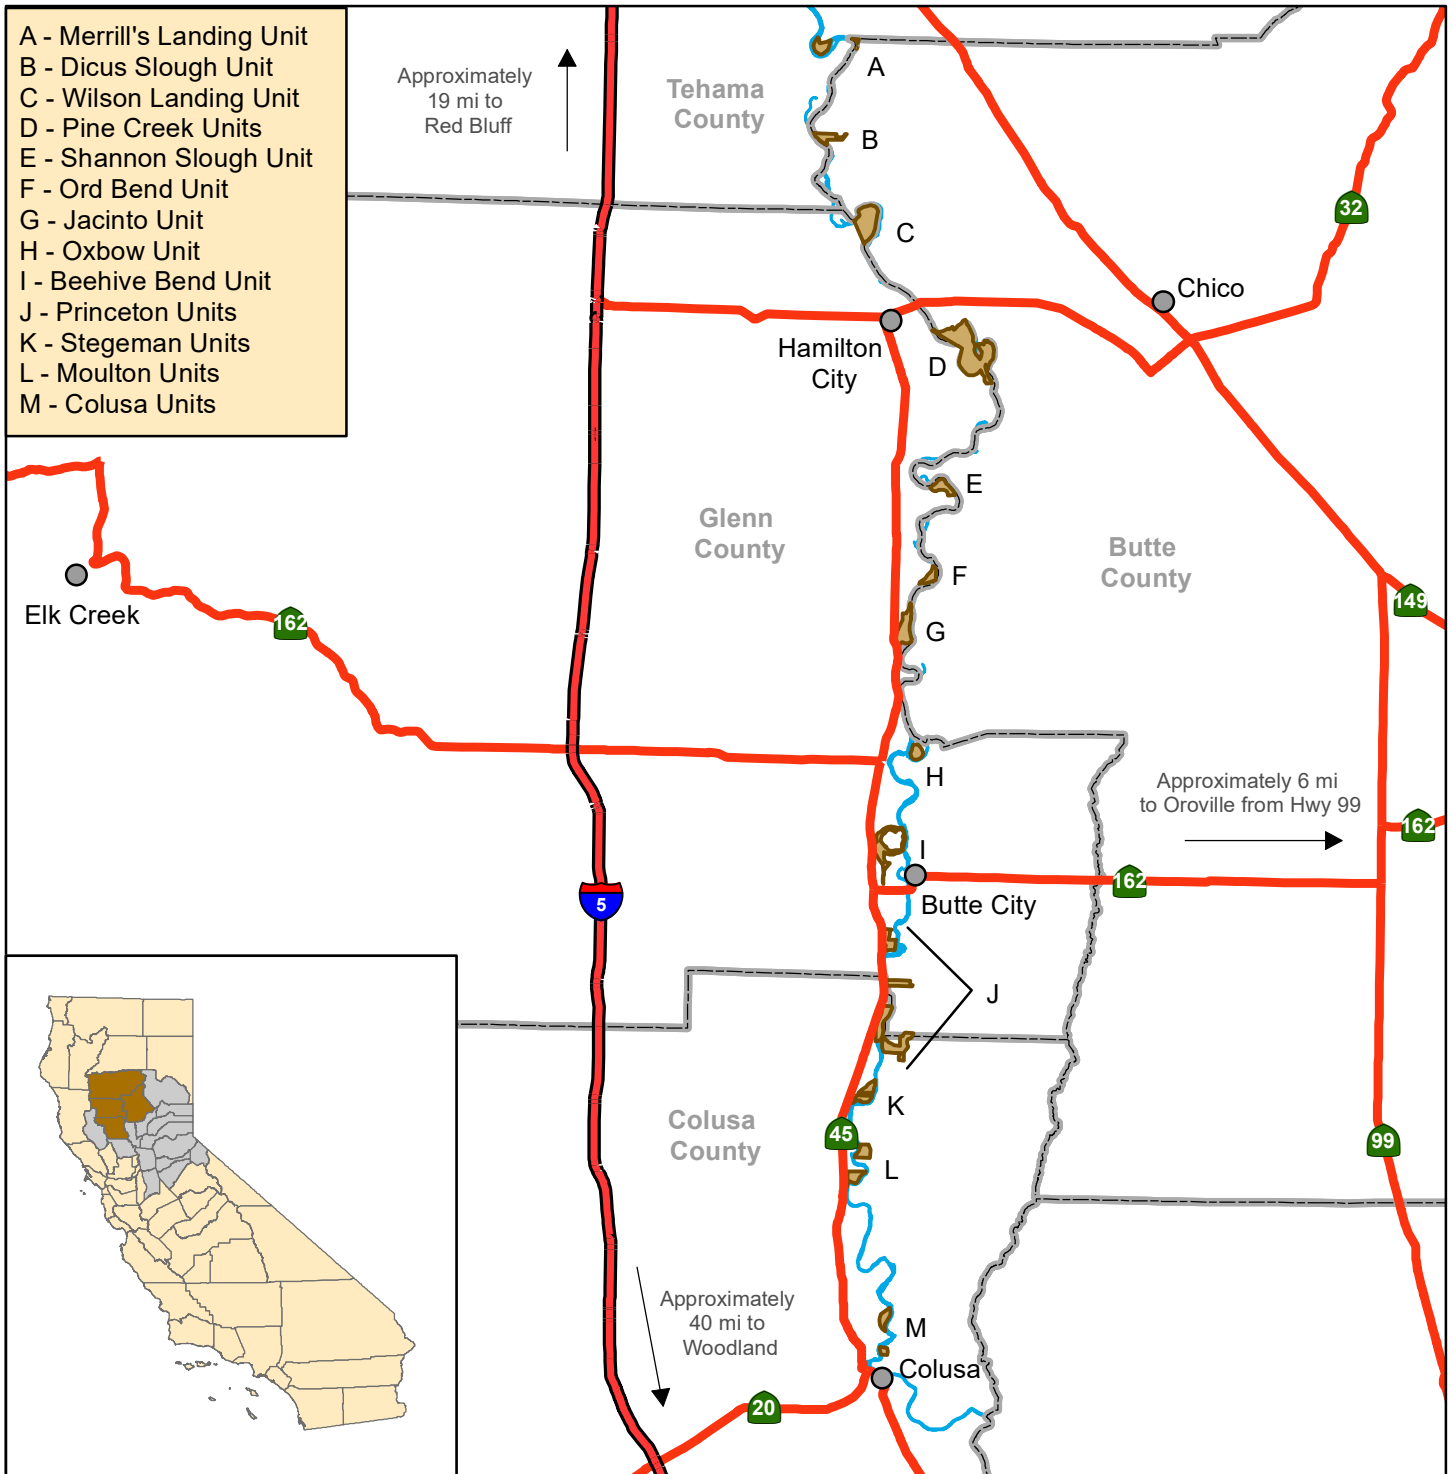 A - Merrill's Landing Unit
B - Dicus Slough Unit
C - Wilson Landing Unit
D - Pine Creek Units
E - Shannon Slough Unit
F - Ord Bend Unit
G - Jacinto Unit
H - Oxbow Unit
I - Beehive Bend Unit
J - Princeton Units
K - Stegeman Units
L - Moulton Units
M - Colusa Units
Approximately
19 mi to
Red Bluff
Tehama
County
A
B
C
32
Chico
Hamilton
City
D
E
Glenn
County
Butte
County
F
G
149
Elk Creek
162
H
Approximately 6 mi
to Oroville from Hwy 99
162
I
162
Butte City
5
J
K
Colusa
County
45
99
L
Approximately
40 mi to
Woodland
M
Colusa
20